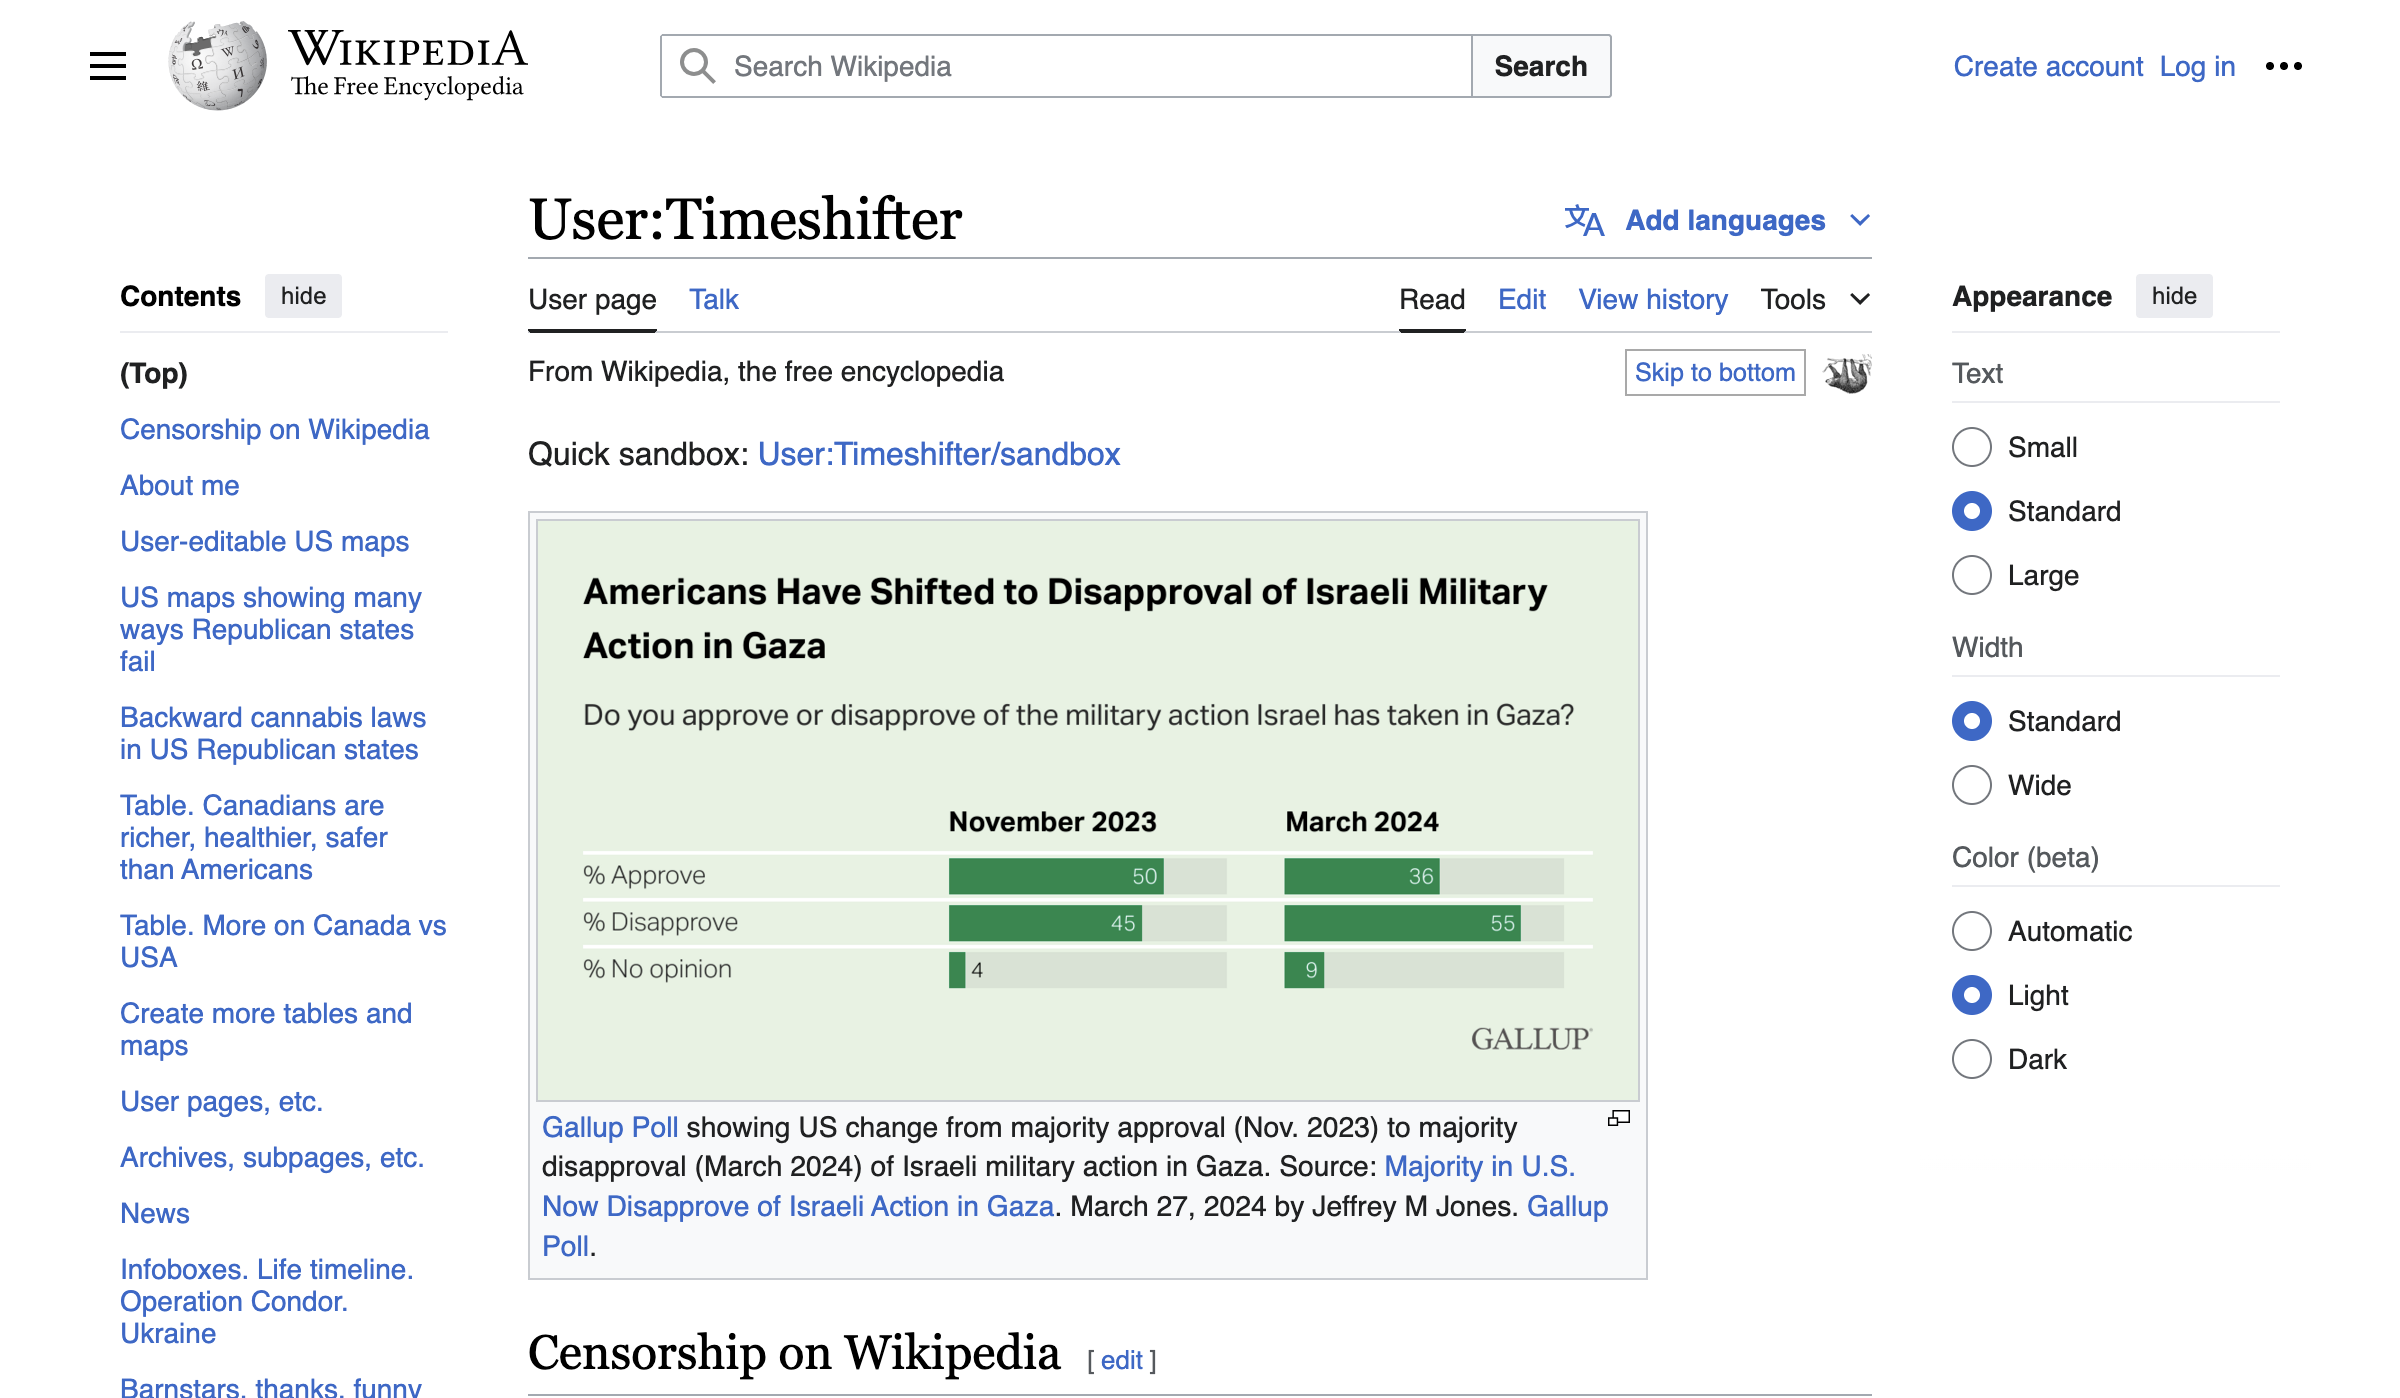 WIKIPEDIA
The Free Encyclopedia
Search Wikipedia
Search
Create account Log in
User:Timeshifter
Add languages
Contents hide
(Top)
Censorship on Wikipedia
About me
User-editable US maps
US maps showing many
ways Republican states
fail
Backward cannabis laws
in US Republican states
Table. Canadians are
richer, healthier, safer
than Americans
Table. More on Canada vs
USA
Create more tables and
maps
User pages, etc.
Archives, subpages, etc.
News
Infoboxes. Life timeline.
Operation Condor.
Ukraine
Barnstars, thanks, funny
User page Talk
Read Edit View history Tools
From Wikipedia, the free encyclopedia
Skip to bottom
Quick sandbox: User:Timeshifter/sandbox
Americans Have Shifted to Disapproval of Israeli Military
Action in Gaza
Do you approve or disapprove of the military action Israel has taken in Gaza?
November 2023 March 2024
% Approve 50 36
% Disapprove 45 55
% No opinion 4 9
GALLUP
Gallup Poll showing US change from majority approval (Nov. 2023) to majority
disapproval (March 2024) of Israeli military action in Gaza. Source: Majority in U.S.
Now Disapprove of Israeli Action in Gaza. March 27, 2024 by Jeffrey M Jones. Gallup
Poll.
Censorship on Wikipedia [ edit ]
Appearance hide
Text
Small
Standard
Large
Width
Standard
Wide
Color (beta)
Automatic
Light
Dark